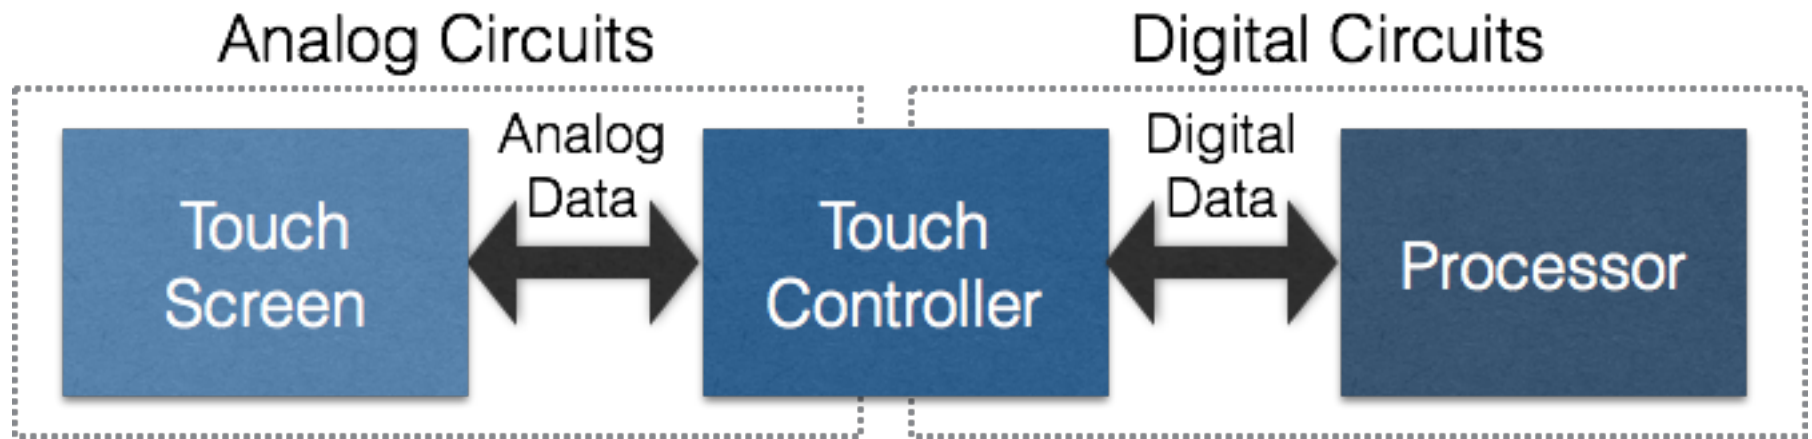 Analog Circuits
Digital Circuits
Touch
Screen
Analog
Data
Touch
Controller
Digital
Data
Processor